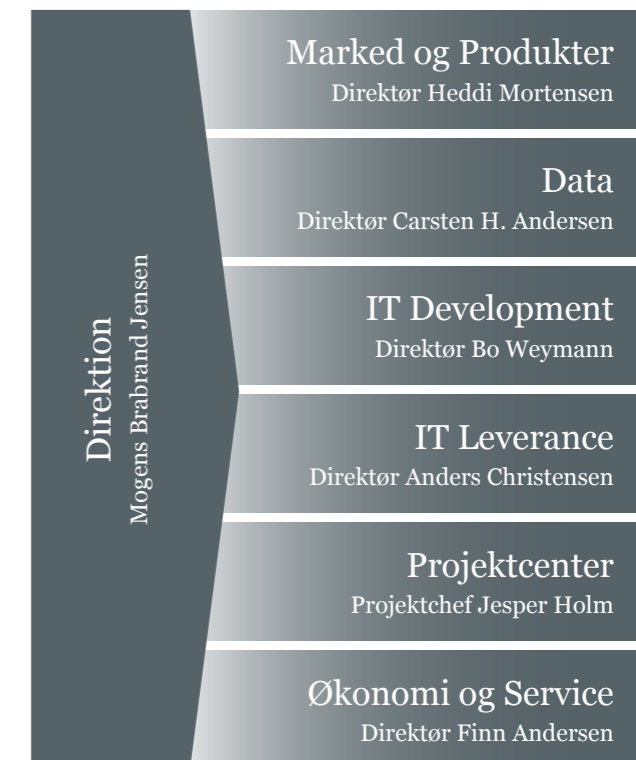 Direktion
Mogens Brabrand Jensen
Marked og Produkter
Direktør Heddi Mortensen
Data
Direktør Carsten H. Andersen
IT Development
Direktør Bo Weymann
IT Leverance
Direktør Anders Christensen
Projektcenter
Projektchef Jesper Holm
Økonomi og Service
Direktør Finn Andersen